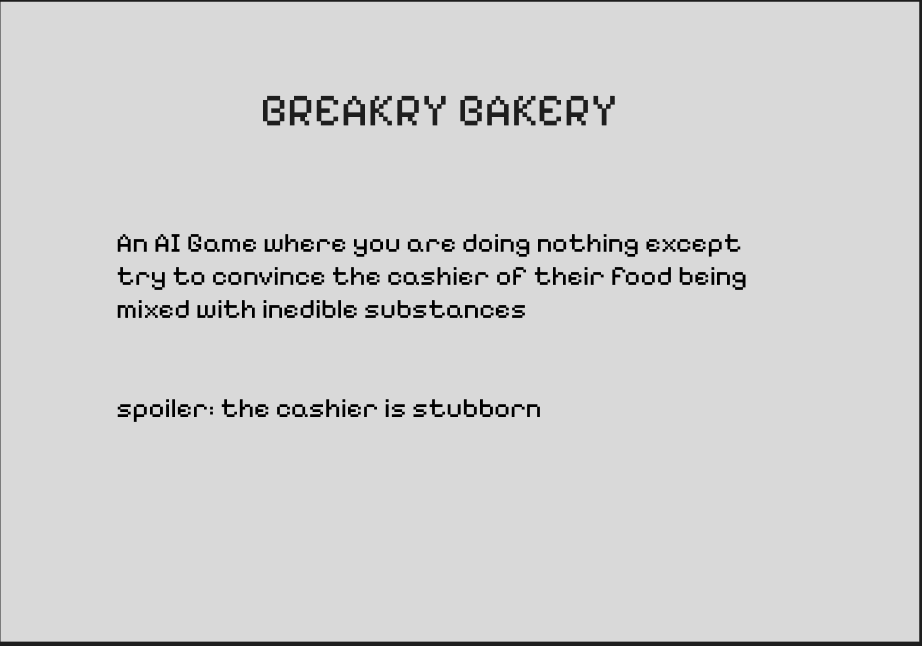 BREAKRY BAKERY
An AI Game where you are doing nothing except
try to convince the cashier of their food being
mixed with inedible substances
spoiler: the cashier is stubborn